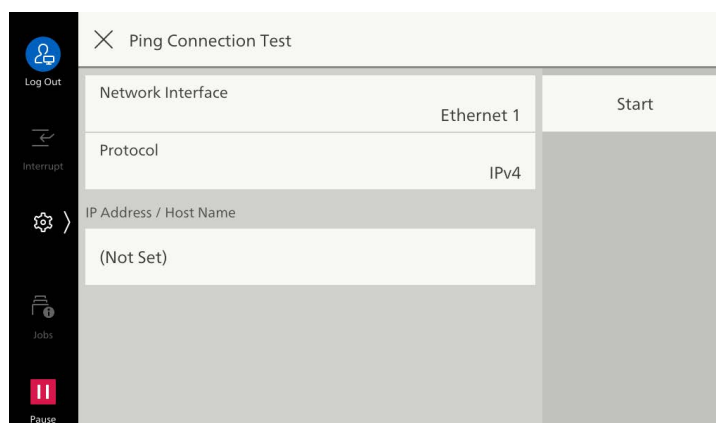 Ping Connection Test
Log Out
Interrupt
Jobs
Pause
Network Interface
Ethernet 1
Protocol
IPv4
IP Address / Host Name
(Not Set)
Start